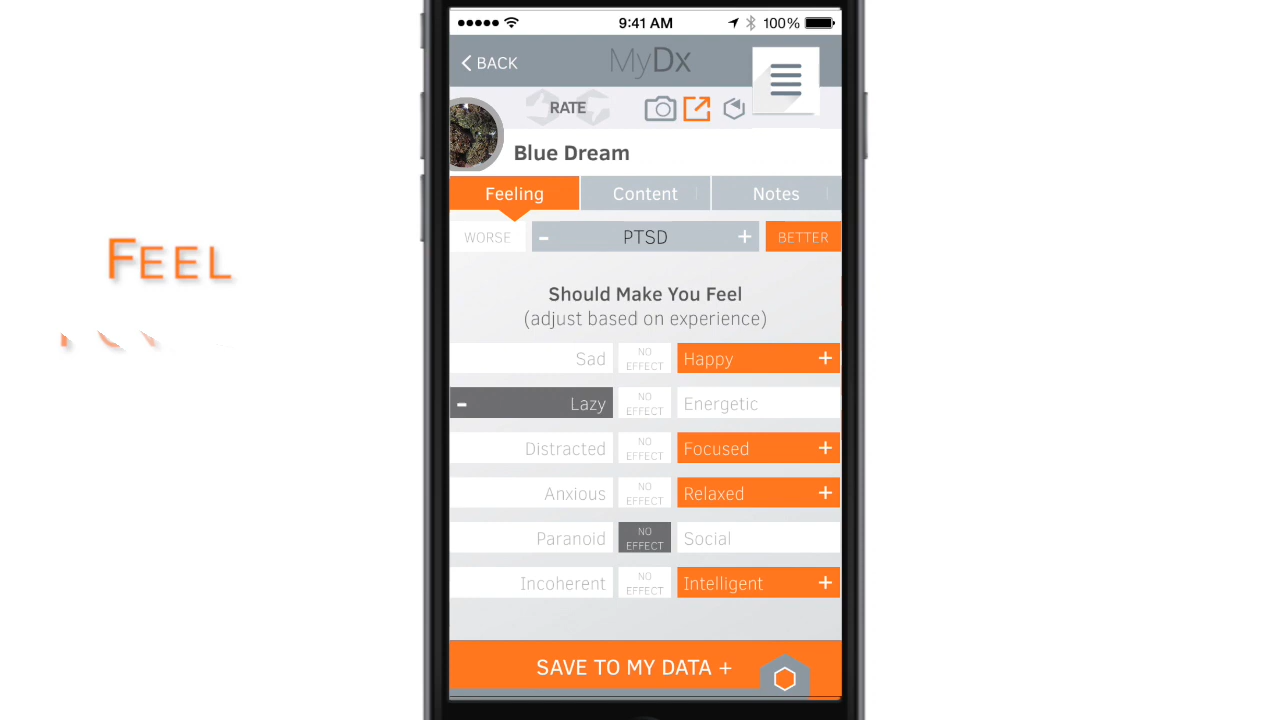 9:41 AM 100%
BACK MyDx
RATE
Blue Dream
Feeling Content Notes
WORSE - PTSD + BETTER
FEEL
Should Make You Feel
(adjust based on experience)
Sad NO EFFECT Happy +
- Lazy NO EFFECT Energetic
Distracted NO EFFECT Focused +
Anxious NO EFFECT Relaxed +
Paranoid NO EFFECT Social
Incoherent NO EFFECT Intelligent +
SAVE TO MY DATA +